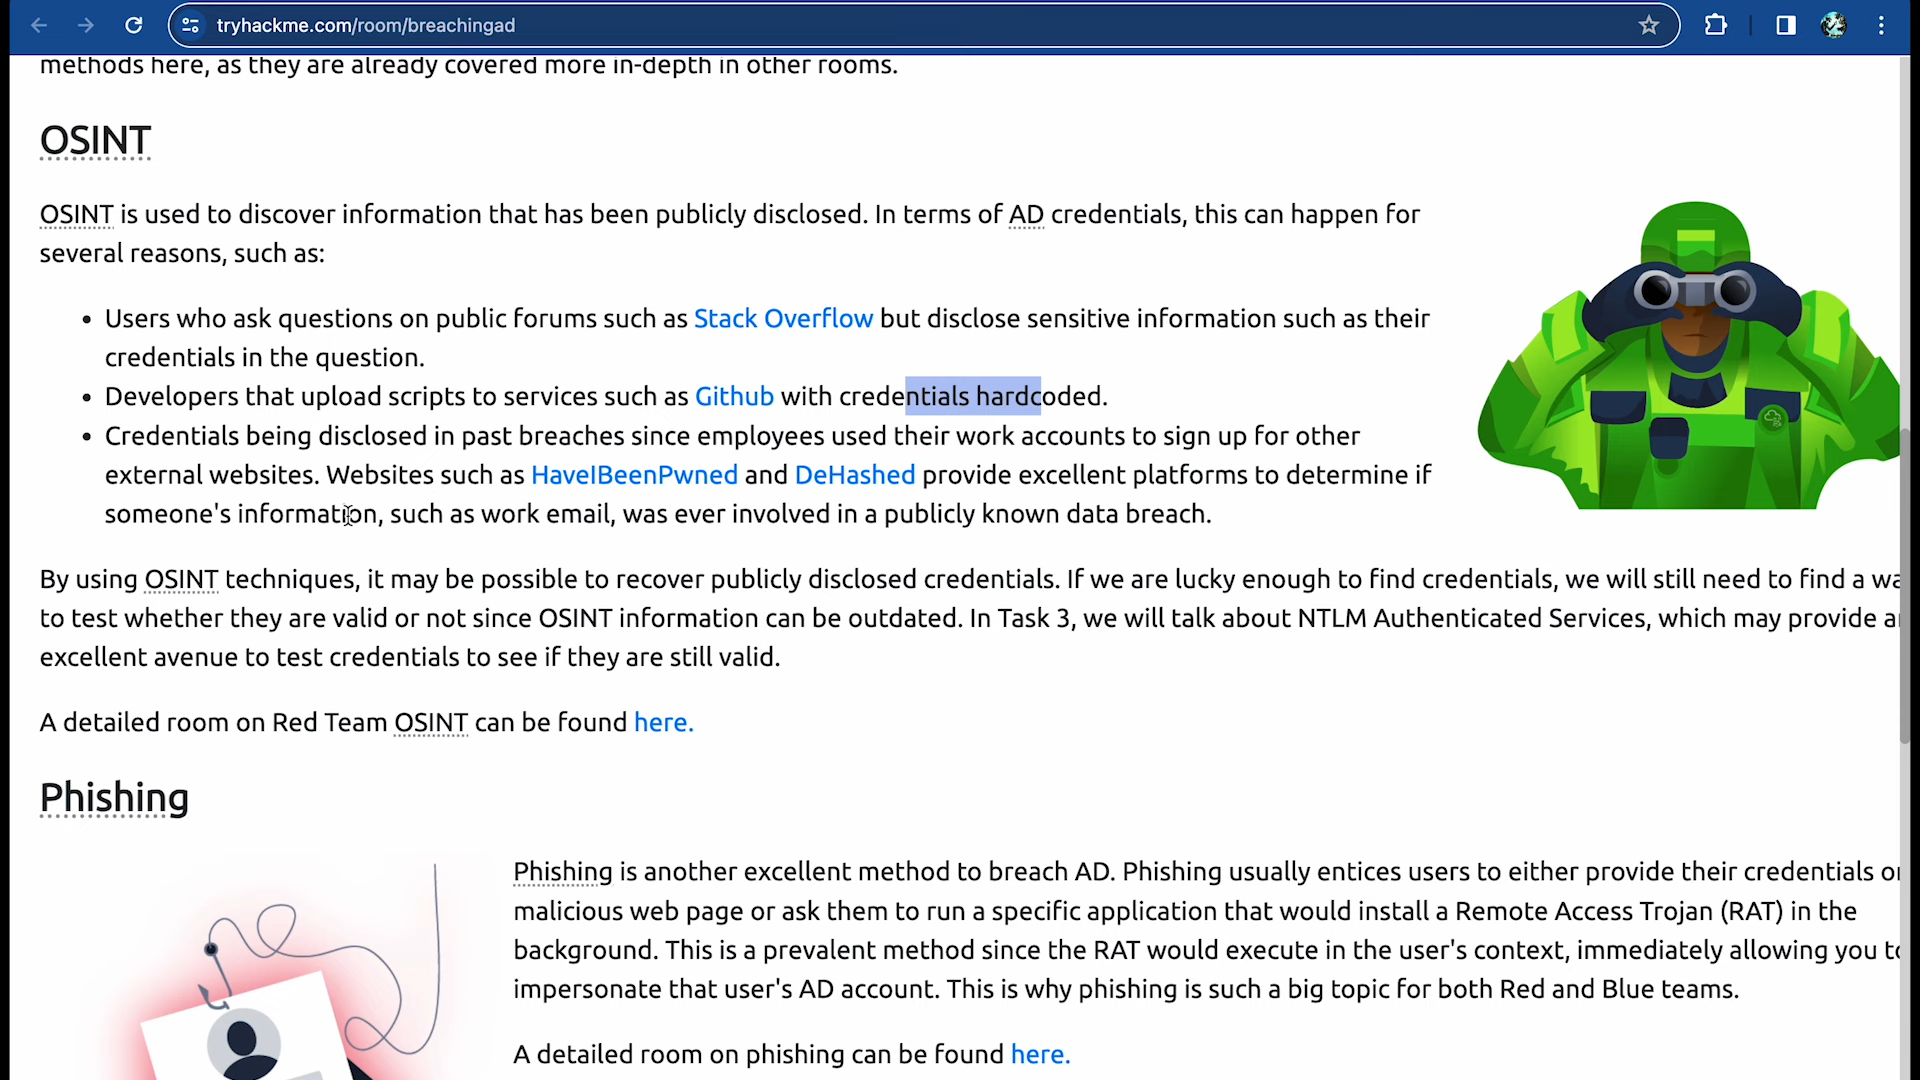 tryhackme.com/room/breachingad
methods here, as they are already covered more in-depth in other rooms.
OSINT
OSINT is used to discover information that has been publicly disclosed. In terms of AD credentials, this can happen for
several reasons, such as:
• Users who ask questions on public forums such as Stack Overflow but disclose sensitive information such as their
credentials in the question.
• Developers that upload scripts to services such as Github with credentials hardcoded.
• Credentials being disclosed in past breaches since employees used their work accounts to sign up for other
external websites. Websites such as HaveIBeenPwned and DeHashed provide excellent platforms to determine if
someone's information, such as work email, was ever involved in a publicly known data breach.
By using OSINT techniques, it may be possible to recover publicly disclosed credentials. If we are lucky enough to find credentials, we will still need to find a
to test whether they are valid or not since OSINT information can be outdated. In Task 3, we will talk about NTLM Authenticated Services, which may provide
excellent avenue to test credentials to see if they are still valid.
A detailed room on Red Team OSINT can be found here.
Phishing
Phishing is another excellent method to breach AD. Phishing usually entices users to either provide their credentials
malicious web page or ask them to run a specific application that would install a Remote Access Trojan (RAT) in the
background. This is a prevalent method since the RAT would execute in the user's context, immediately allowing you
impersonate that user's AD account. This is why phishing is such a big topic for both Red and Blue teams.
A detailed room on phishing can be found here.